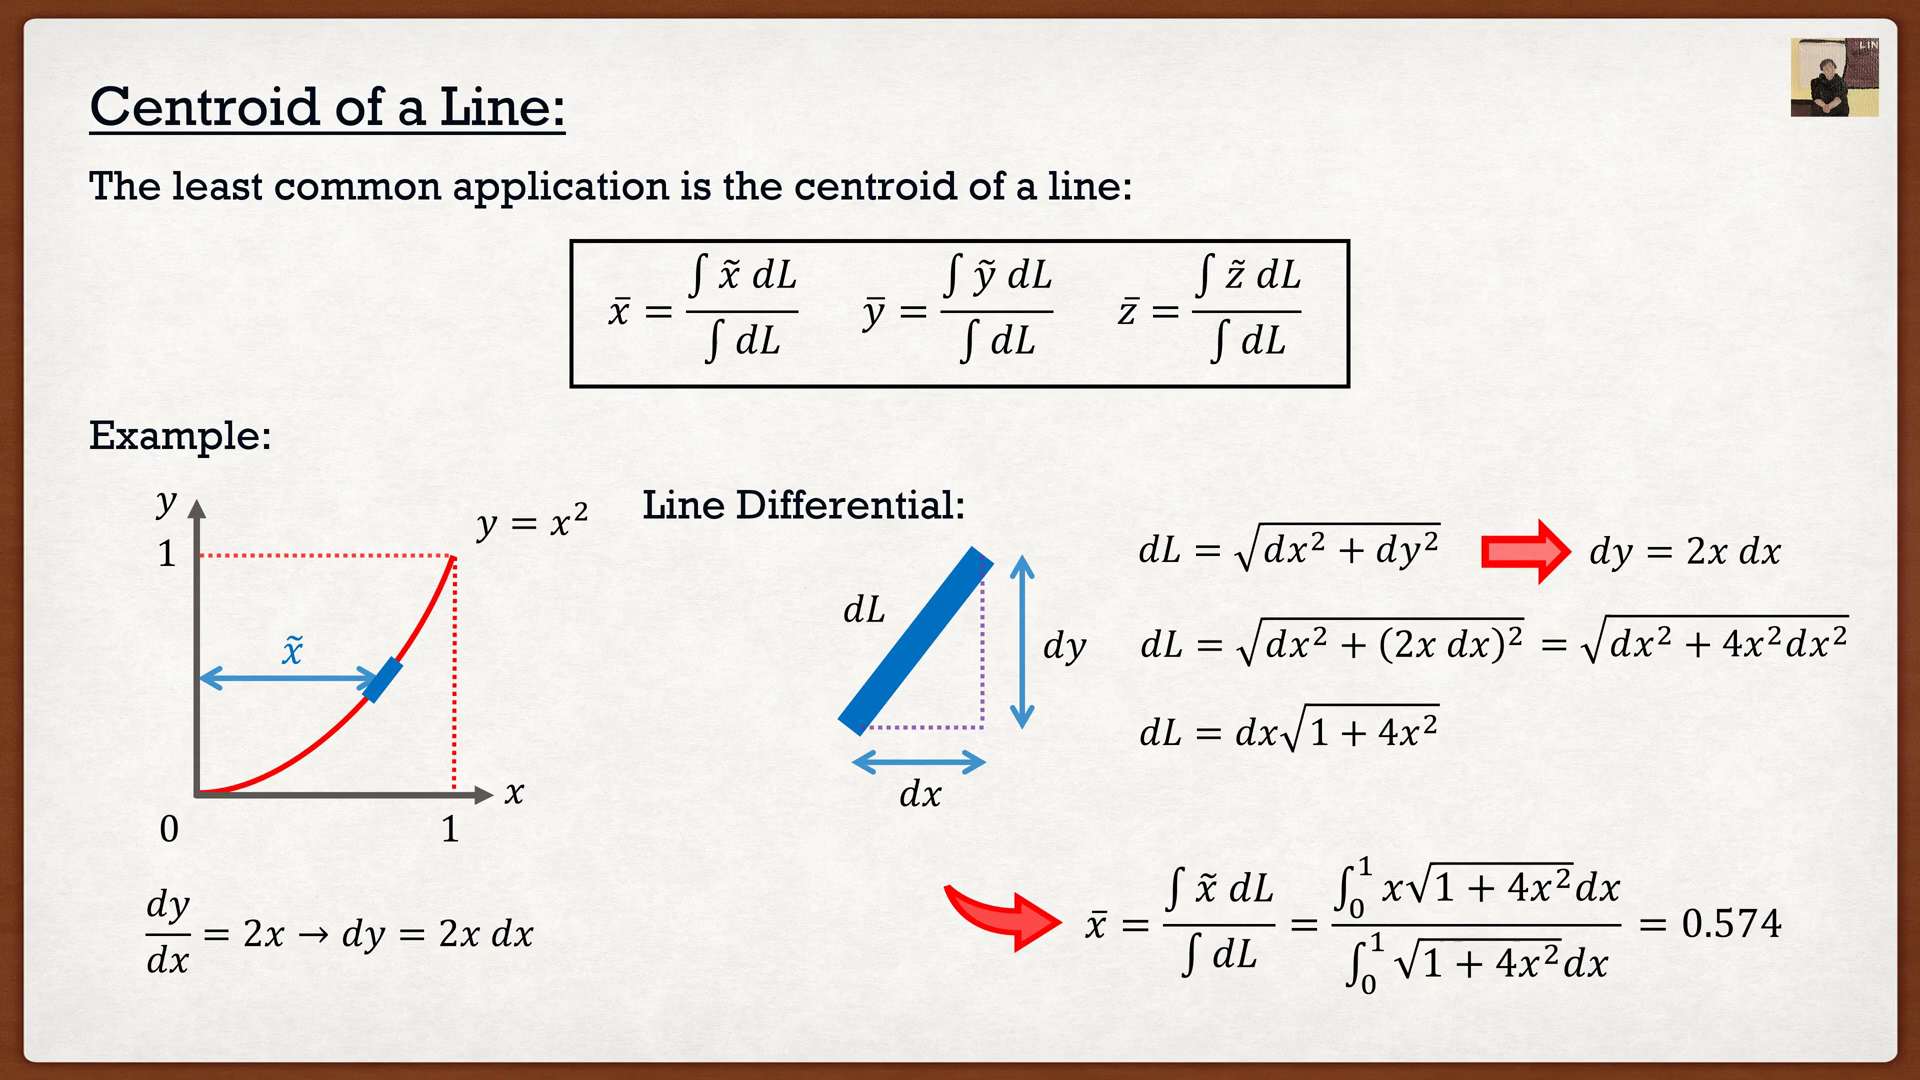 LIN
Centroid of a Line:
The least common application is the centroid of a line:
x̄ = ∫ x̃ dL / ∫ dL   ȳ = ∫ ỹ dL / ∫ dL   z̄ = ∫ z̃ dL / ∫ dL
Example:
y
1
y = x²
x̃
x
0
1
dy/dx = 2x → dy = 2x dx
Line Differential:
dL
dy
dx
dL = √(dx² + dy²)   dy = 2x dx
dL = √(dx² + (2x dx)²) = √(dx² + 4x²dx²)
dL = dx√(1 + 4x²)
x̄ = ∫ x̃ dL / ∫ dL = ∫₀¹ x√(1 + 4x²)dx / ∫₀¹ √(1 + 4x²)dx = 0.574